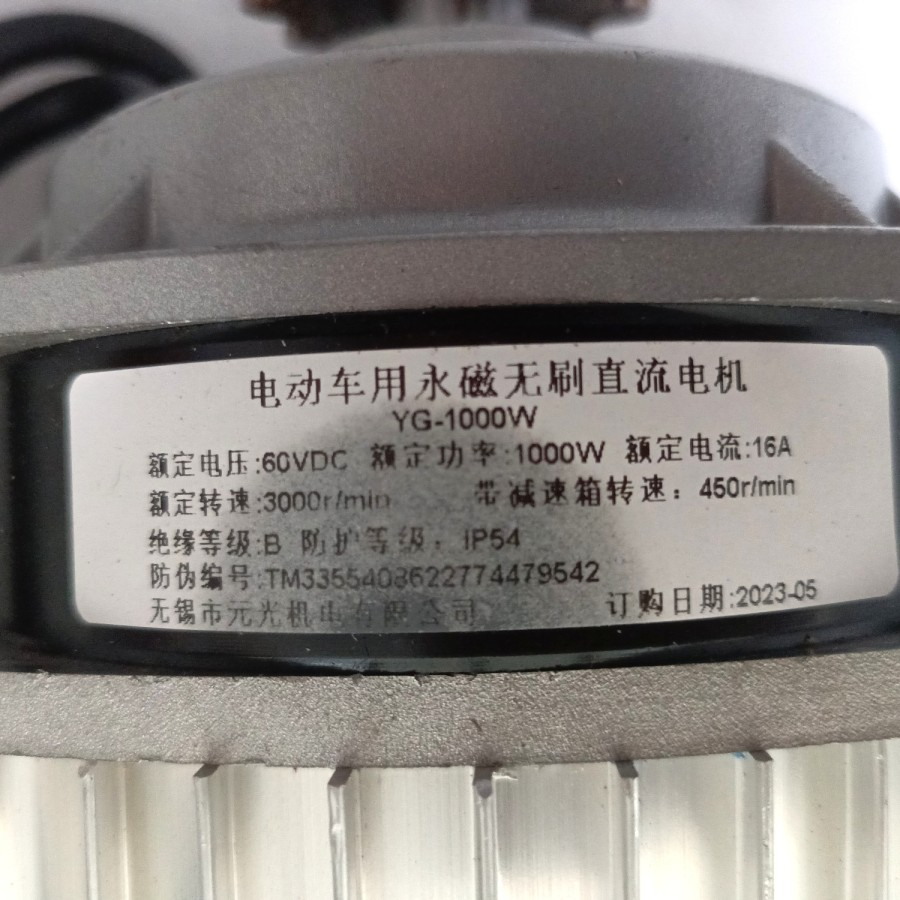 电动车用永磁无刷直流电机
YG-1000W
额定电压:60VDC 额定功率:1000W 额定电流:16A
额定转速:3000r/min 带减速箱转速：450r/min
绝缘等级:B 防护等级：IP54
防伪编号:TM3355408622774479542
无锡市元光机电有限公司 订购日期:2023-05